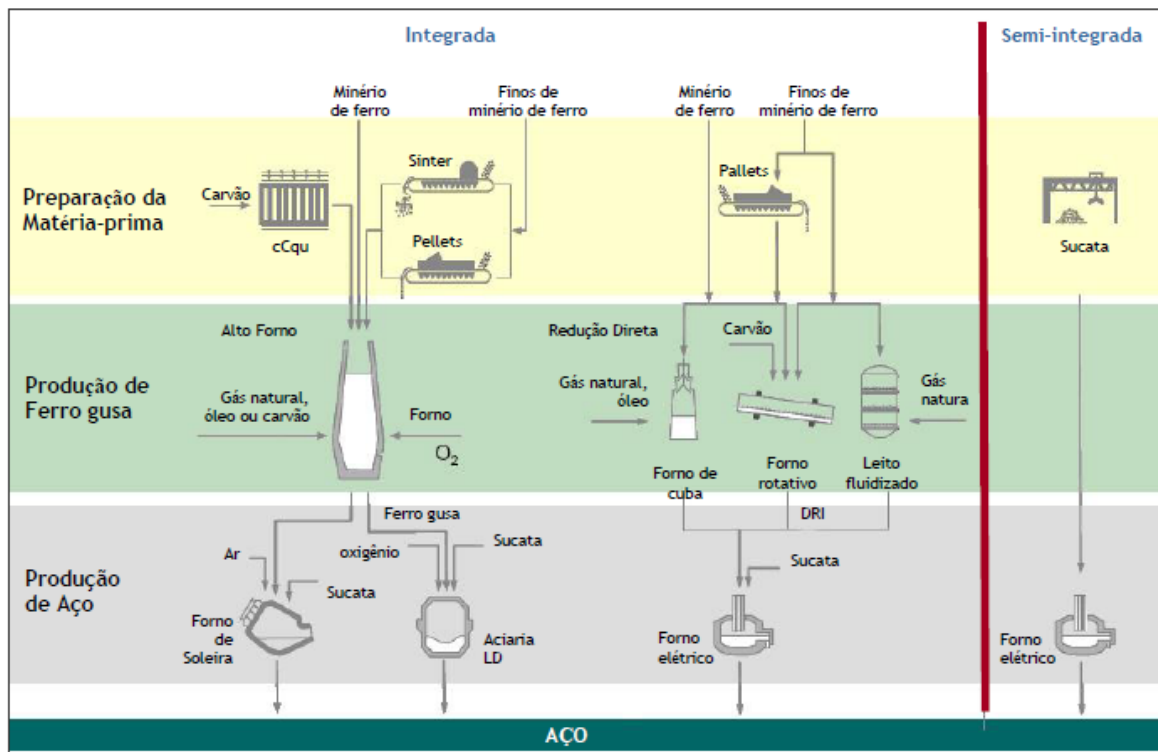 Integrada
Semi-integrada
Minério
de ferro
Finos de
minério de ferro
Minério
de ferro
Finos de
minério de ferro
Preparação da
Matéria-prima
Carvão
cCqu
Sinter
Pellets
Pallets
Sucata
Produção de
Ferro gusa
Alto Forno
Gás natural,
óleo ou carvão
Forno
O2
Redução Direta
Gás natural,
óleo
Carvão
Gás
natura
Forno de
cuba
Forno
rotativo
Leito
fluidizado
DRI
Produção
de Aço
Ferro gusa
Ar
Sucata
oxigênio
Sucata
Forno
de
Soleira
Aciaria
LD
Sucata
Forno
elétrico
Forno
elétrico
AÇO